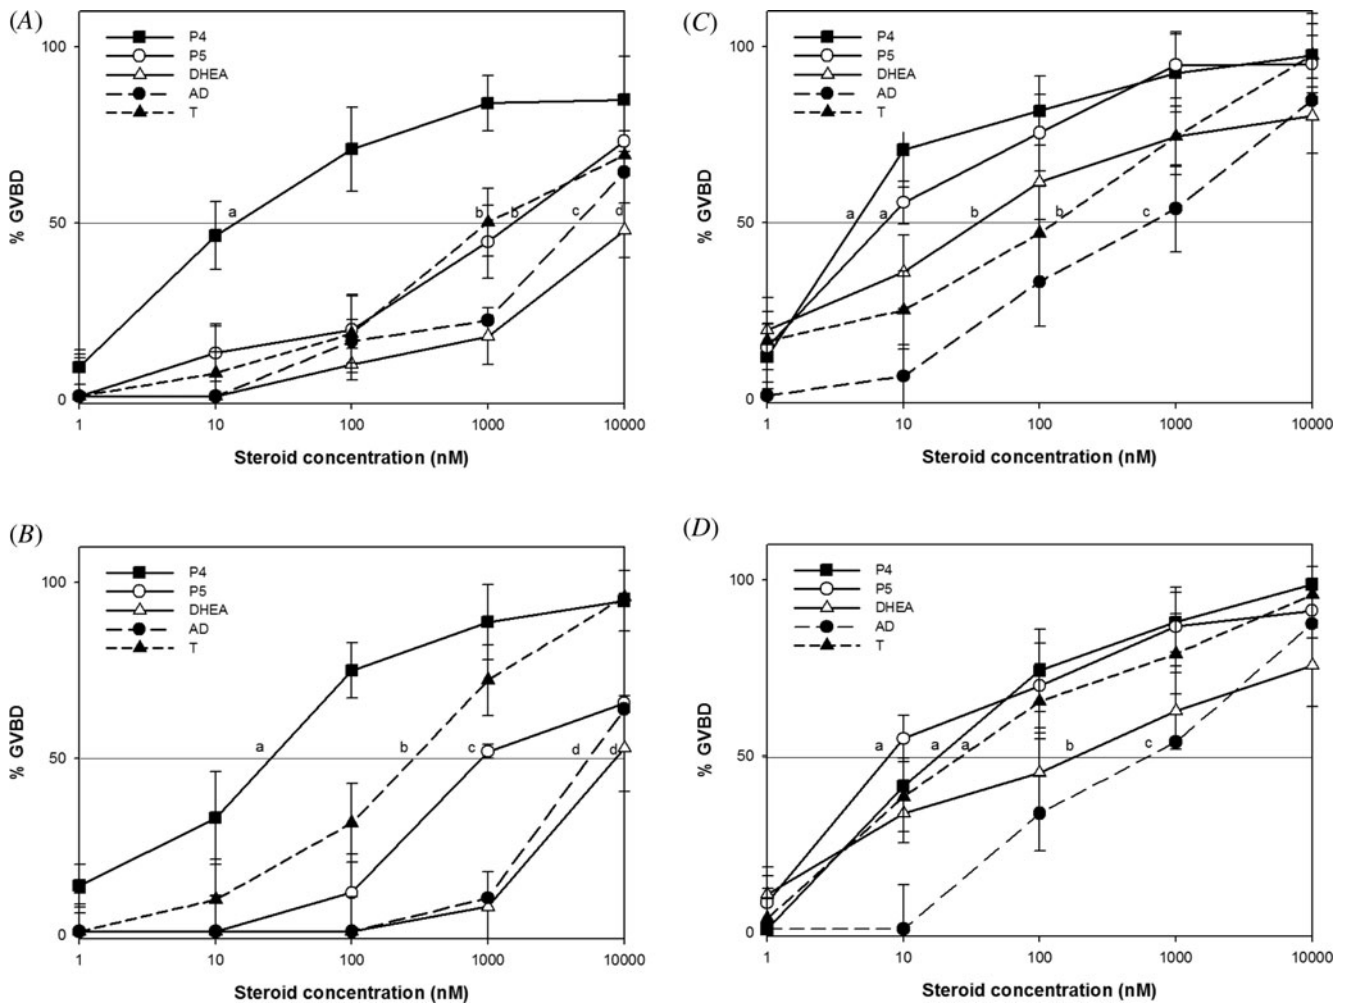 (A)
100
50
0
% GVBD
P4
P5
DHEA
AD
T
a
b
b
c
d
1
10
100
1000
10000
Steroid concentration (nM)
(C)
100
50
0
% GVBD
P4
P5
DHEA
AD
T
a
a
b
b
c
1
10
100
1000
10000
Steroid concentration (nM)
(B)
100
50
0
% GVBD
P4
P5
DHEA
AD
T
a
b
c
d
d
1
10
100
1000
10000
Steroid concentration (nM)
(D)
100
50
0
% GVBD
P4
P5
DHEA
AD
T
a
a
a
b
c
1
10
100
1000
10000
Steroid concentration (nM)